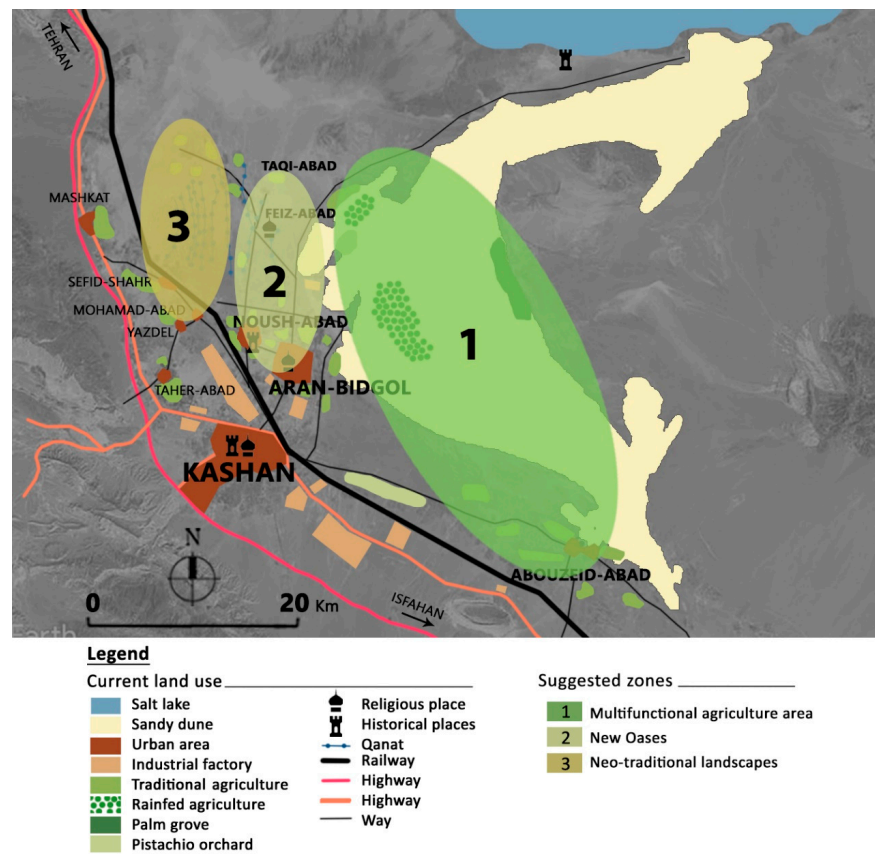 TEHRAN
TAQI-ABAD
MASHKAT
FEIZ-ABAD
3
2
SEFID-SHAHR
MOHAMAD-ABAD
NOUSH-ABAD
YAZDEL
1
TAHER-ABAD
ARAN-BIDGOL
KASHAN
N
ABOUZEID-ABAD
0 20 Km
ISFAHAN
Earth
Legend
Current land use
Salt lake
Sandy dune
Urban area
Industrial factory
Traditional agriculture
Rainfed agriculture
Palm grove
Pistachio orchard
Religious place
Historical places
Qanat
Railway
Highway
Highway
Way
Suggested zones
1 Multifunctional agriculture area
2 New Oases
3 Neo-traditional landscapes